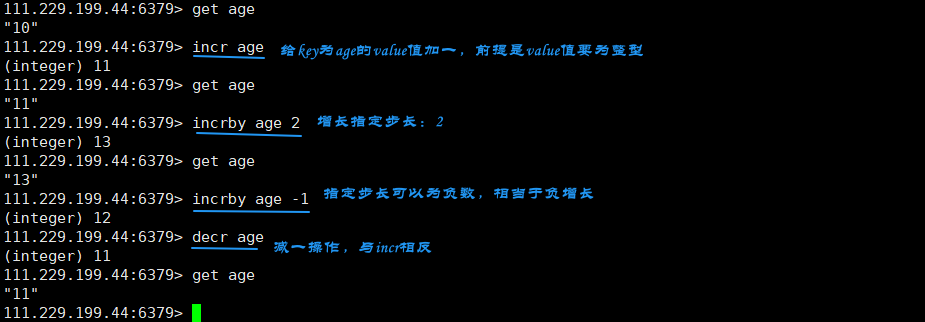 111.229.199.44:6379> get age
"10"
111.229.199.44:6379> incr age 给key为age的value值加一，前提是value值要为整型
(integer) 11
111.229.199.44:6379> get age
"11"
111.229.199.44:6379> incrby age 2 增长指定步长：2
(integer) 13
111.229.199.44:6379> get age
"13"
111.229.199.44:6379> incrby age -1 指定步长可以为负数，相当于负增长
(integer) 12
111.229.199.44:6379> decr age 减一操作，与incr相反
(integer) 11
111.229.199.44:6379> get age
"11"
111.229.199.44:6379>